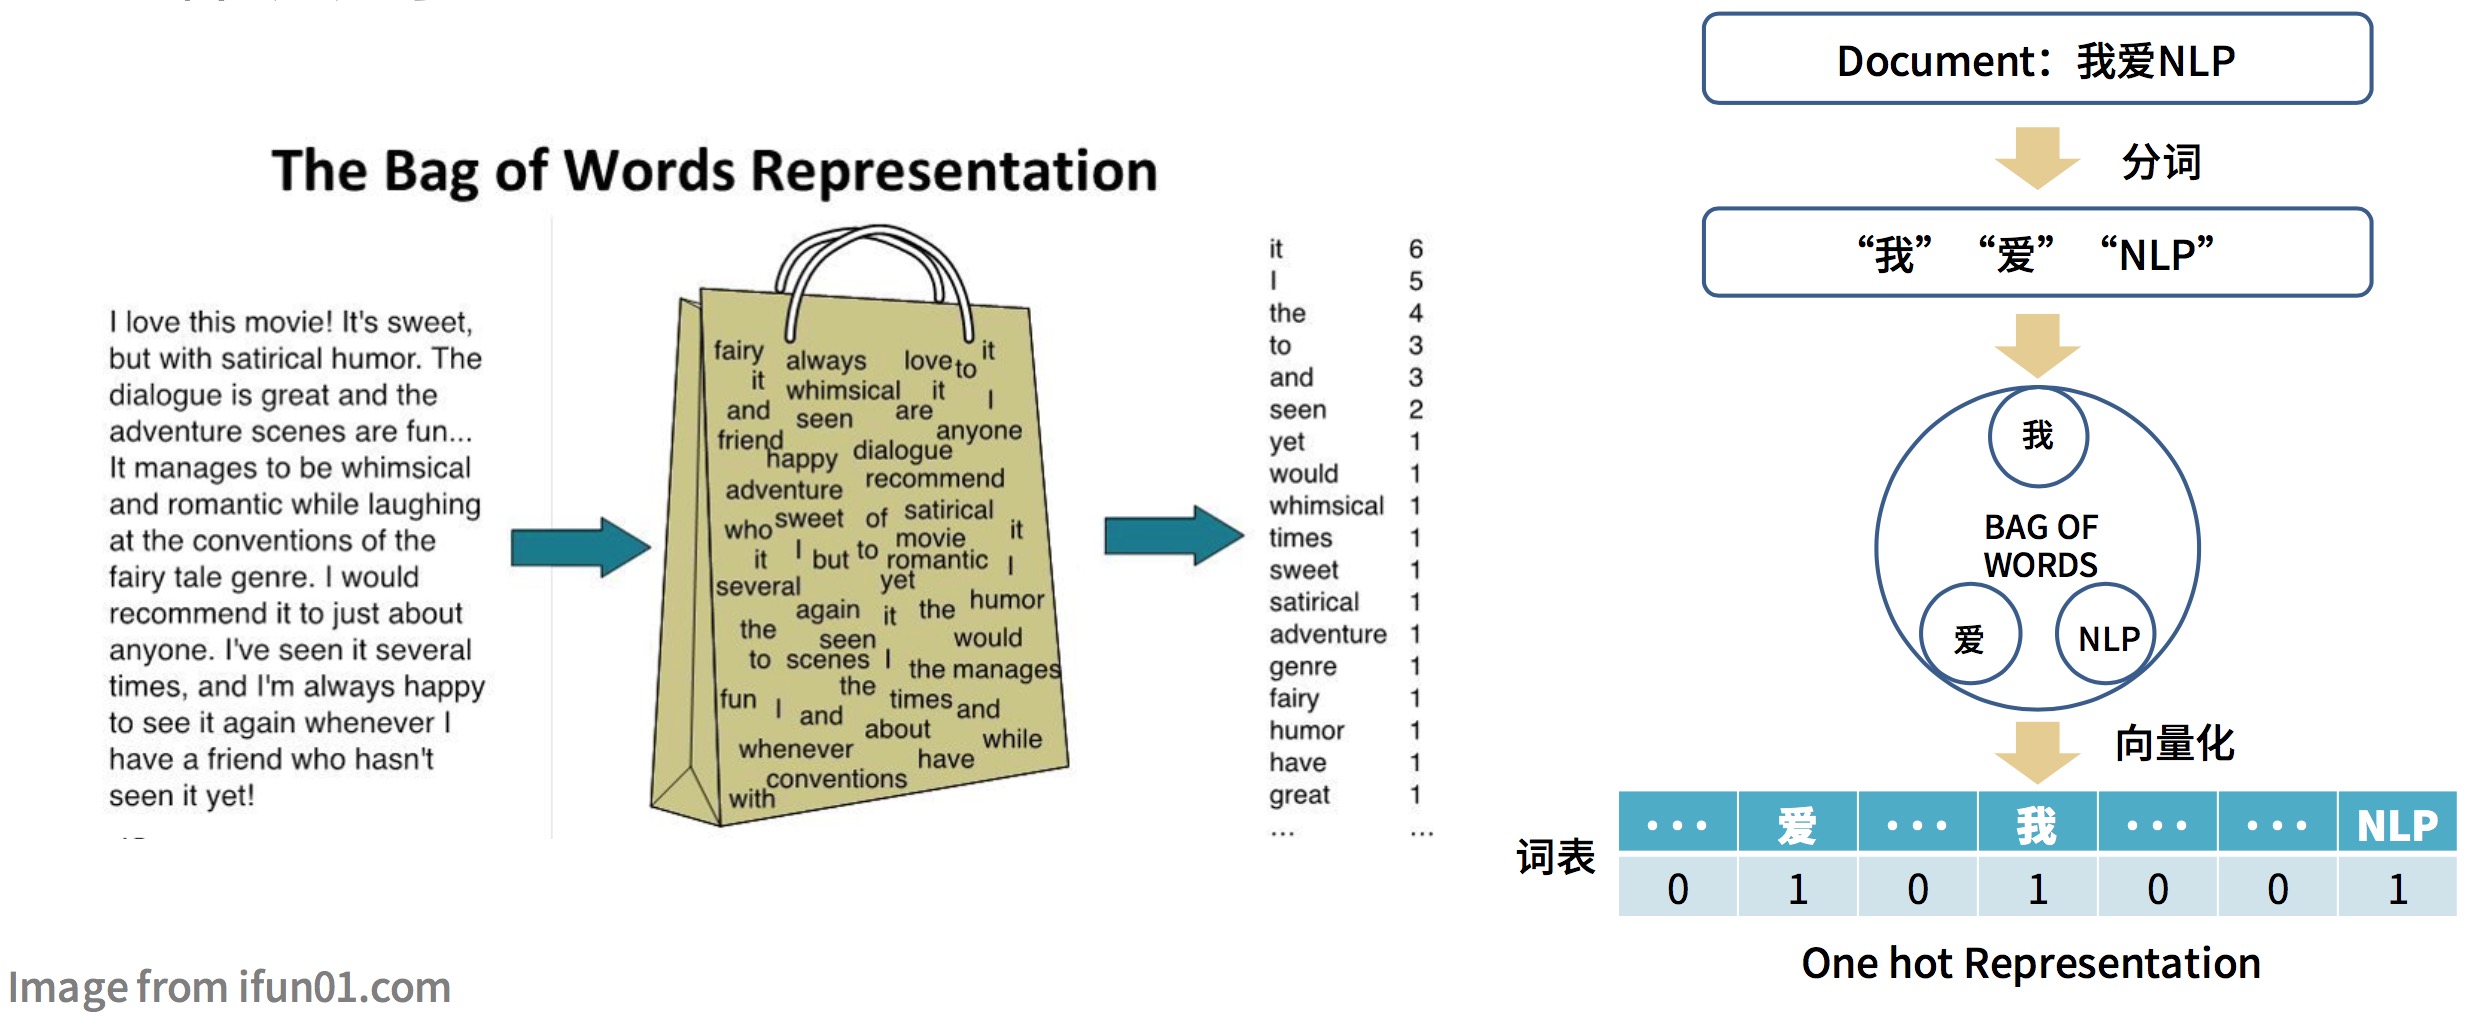 The Bag of Words Representation
I love this movie! It's sweet,
but with satirical humor. The
dialogue is great and the
adventure scenes are fun...
It manages to be whimsical
and romantic while laughing
at the conventions of the
fairy tale genre. I would
recommend it to just about
anyone. I've seen it several
times, and I'm always happy
to see it again whenever I
have a friend who hasn't
seen it yet!
fairy always love to it
it whimsical it I
and seen are
friend anyone
happy dialogue
adventure recommend
who sweet of satirical
it I but to movie it
romantic I
several yet
again it the humor
the seen would
to scenes I the manages
fun I and the times and
whenever about while
have
conventions
with
it 6
I 5
the 4
to 3
and 3
seen 2
yet 1
would 1
whimsical 1
times 1
sweet 1
satirical 1
adventure 1
genre 1
fairy 1
humor 1
have 1
great 1
... ...
Document：我爱NLP
分词
“我” “爱” “NLP”
我
BAG OF
WORDS
爱 NLP
向量化
词表
... 爱 ... 我 ... ... NLP
0 1 0 1 0 0 1
One hot Representation
Image from ifun01.com